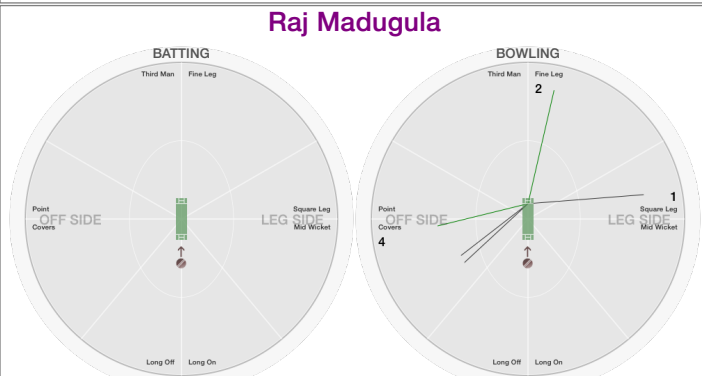 Raj Madugula
BATTING
Third Man Fine Leg
Point
OFF SIDE
Covers
Square Leg
LEG SIDE
Mid Wicket
Long Off Long On
BOWLING
Third Man Fine Leg
2
1
Point
OFF SIDE
Covers
4
Square Leg
LEG SIDE
Mid Wicket
Long Off Long On